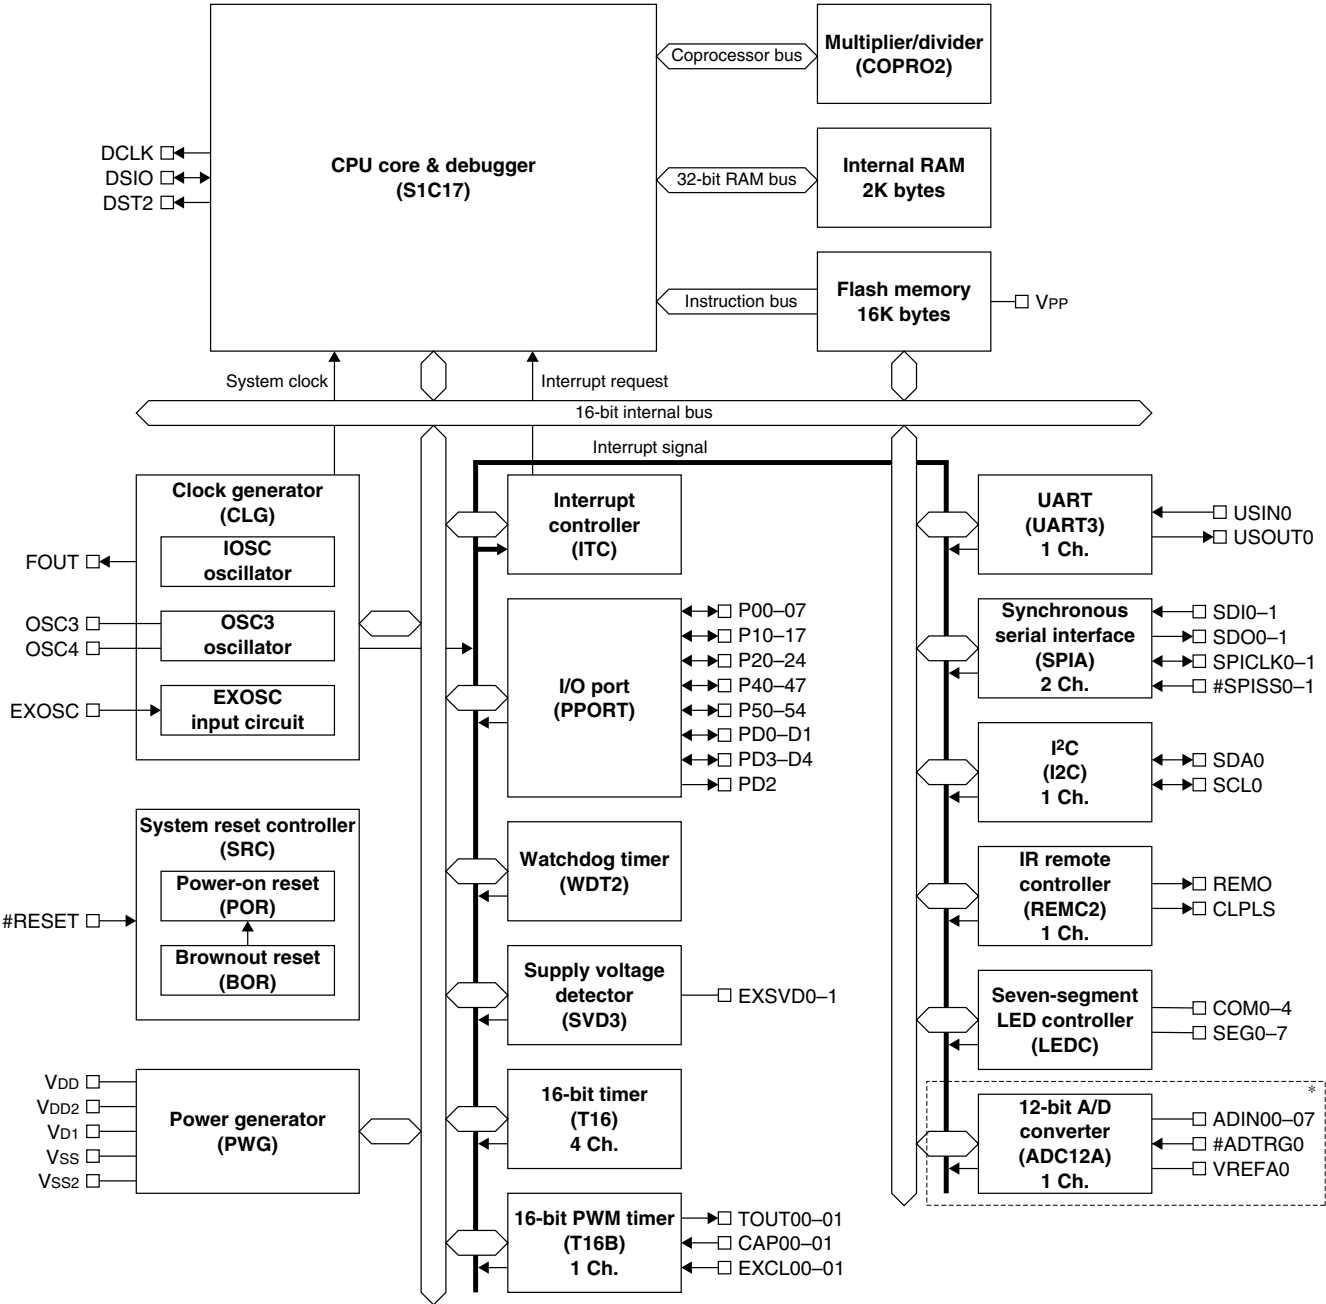 CPU core & debugger
(S1C17)
DCLK
DSIO
DST2
Coprocessor bus
Multiplier/divider
(COPRO2)
32-bit RAM bus
Internal RAM
2K bytes
Instruction bus
Flash memory
16K bytes
VPP
System clock
Interrupt request
16-bit internal bus
Interrupt signal
Clock generator
(CLG)
IOSC
oscillator
OSC3
oscillator
EXOSC
input circuit
FOUT
OSC3
OSC4
EXOSC
System reset controller
(SRC)
Power-on reset
(POR)
Brownout reset
(BOR)
#RESET
Power generator
(PWG)
VDD
VDD2
VD1
VSS
VSS2
Interrupt
controller
(ITC)
I/O port
(PPORT)
P00–07
P10–17
P20–24
P40–47
P50–54
PD0–D1
PD3–D4
PD2
Watchdog timer
(WDT2)
Supply voltage
detector
(SVD3)
EXSVD0–1
16-bit timer
(T16)
4 Ch.
16-bit PWM timer
(T16B)
1 Ch.
TOUT00–01
CAP00–01
EXCL00–01
UART
(UART3)
1 Ch.
USIN0
USOUT0
Synchronous
serial interface
(SPIA)
2 Ch.
SDI0–1
SDO0–1
SPICLK0–1
#SPISS0–1
I²C
(I2C)
1 Ch.
SDA0
SCL0
IR remote
controller
(REMC2)
1 Ch.
REMO
CLPLS
Seven-segment
LED controller
(LEDC)
COM0–4
SEG0–7
*
12-bit A/D
converter
(ADC12A)
1 Ch.
ADIN00–07
#ADTRG0
VREFA0